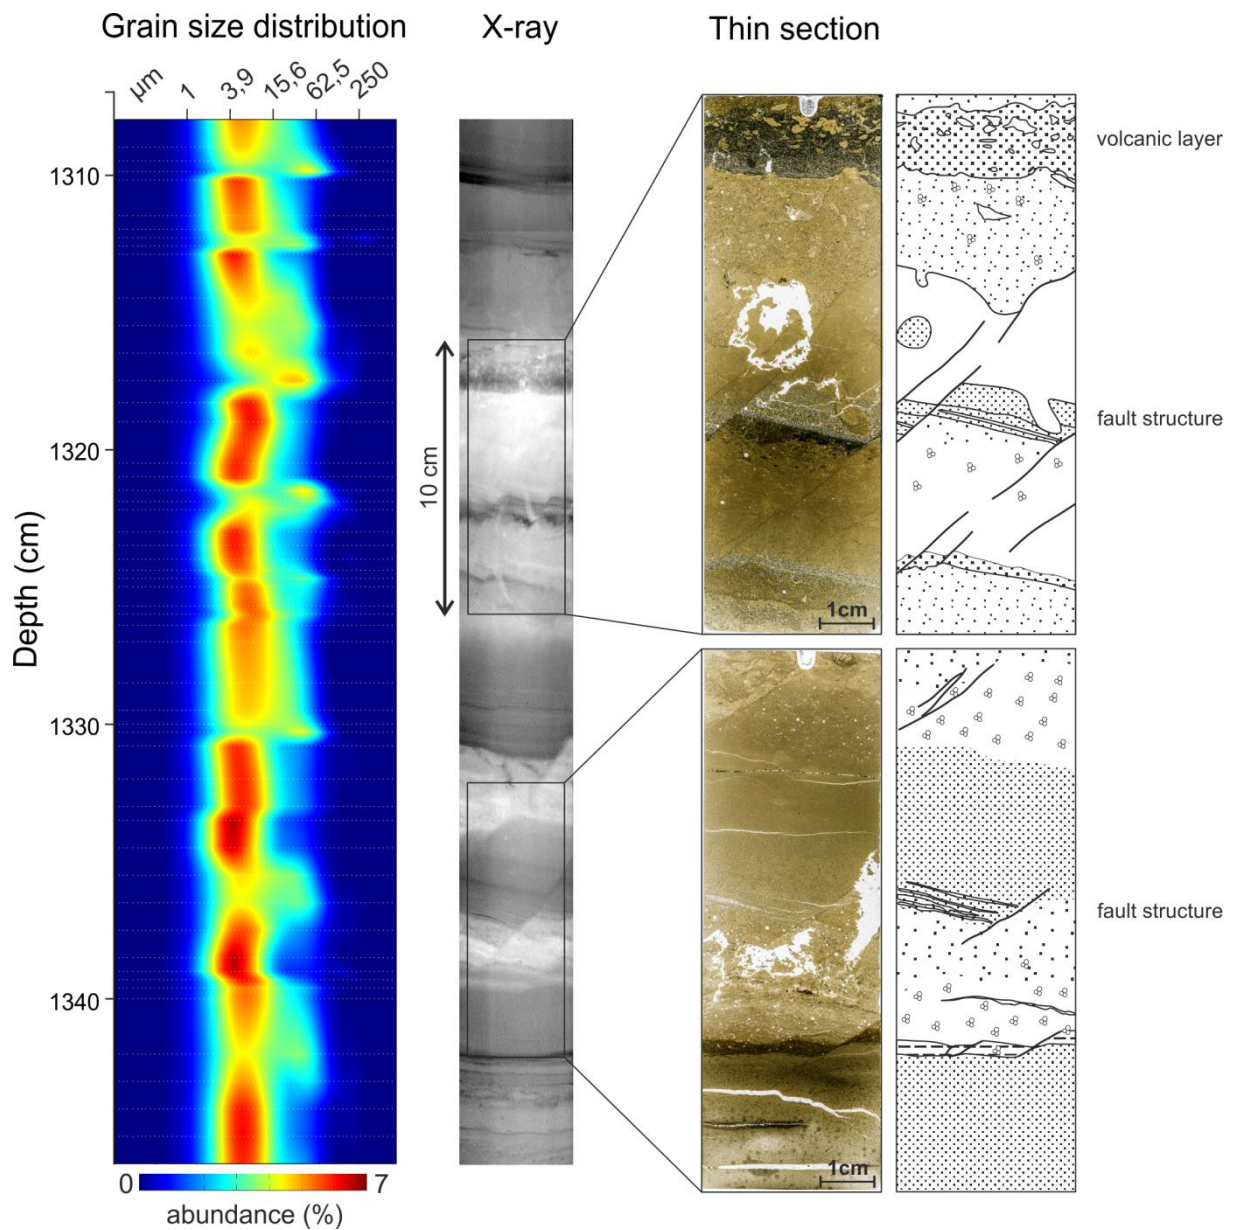 Grain size distribution
X-ray
Thin section
µm
1
3,9
15,6
62,5
250
1310
1320
1330
1340
Depth (cm)
10 cm
1cm
volcanic layer
fault structure
1cm
fault structure
0
7
abundance (%)